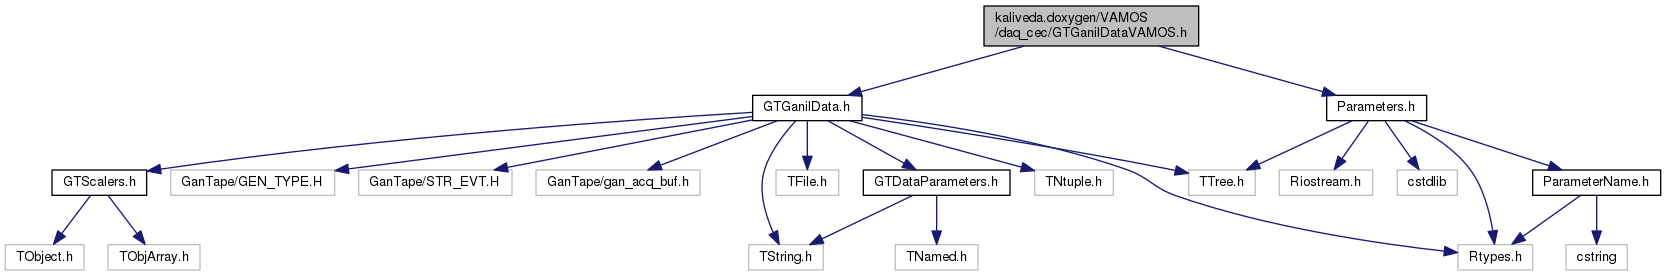 kaliveda.doxygen/VAMOS
/daq_cec/GTGanilDataVAMOS.h
GTGanilData.h
Parameters.h
GTScalers.h
GanTape/GEN_TYPE.H
GanTape/STR_EVT.H
GanTape/gan_acq_buf.h
TFile.h
GTDataParameters.h
TNtuple.h
TTree.h
Riostream.h
cstdlib
ParameterName.h
TObject.h
TObjArray.h
TString.h
TNamed.h
Rtypes.h
cstring